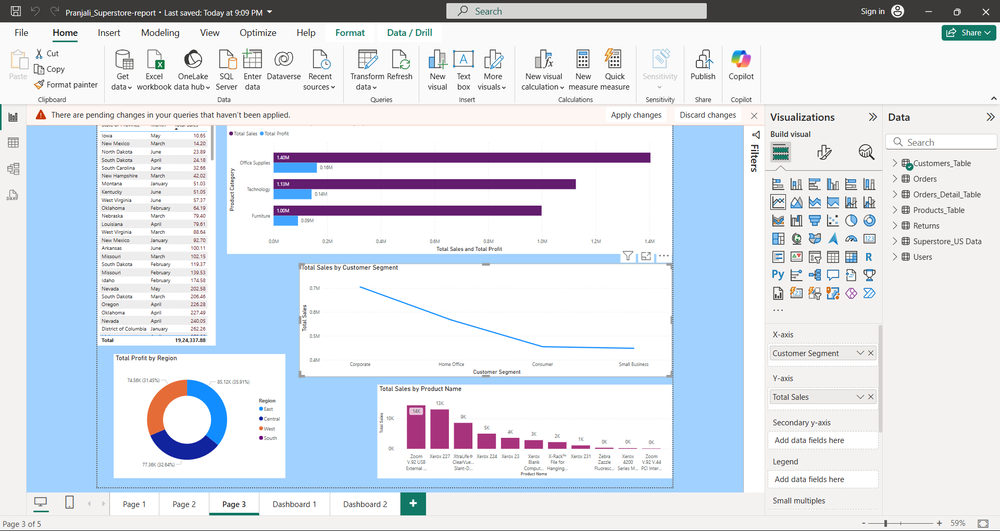 Pranjali_Superstore-report • Last saved: Today at 9:09 PM
Search
Sign in
File Home Insert Modeling View Optimize Help Format Data / Drill
Share
Paste
Cut
Copy
Format painter
Clipboard
Get data
Excel workbook
OneLake data hub
SQL Server
Enter data
Dataverse
Recent sources
Data
Transform data
Refresh
Queries
New visual
Text box
More visuals
Insert
New visual calculation
New measure
Quick measure
Calculations
Sensitivity
Sensitivity
Publish
Share
Copilot
Copilot
There are pending changes in your queries that haven't been applied.
Apply changes
Discard changes
DAX
Iowa May 10.65
New Mexico March 14.20
North Dakota June 23.89
South Dakota April 24.18
South Carolina June 32.66
New Hampshire March 42.02
Montana January 51.03
Kentucky June 51.05
West Virginia June 57.37
Oklahoma February 64.19
Nebraska March 79.40
Louisiana April 79.61
West Virginia March 88.64
New Mexico January 92.70
Arkansas June 100.11
Missouri March 102.15
South Dakota February 119.37
Missouri February 139.53
Idaho February 174.58
Nevada May 202.58
South Dakota March 206.46
Oregon April 226.28
Oklahoma April 227.49
Nevada April 240.05
District of Columbia January 262.26
Total 19,24,337.88
Total Sales Total Profit
Product Category
Office Supplies 1.40M 0.16M
Technology 1.13M 0.14M
Furniture 1.00M 0.09M
0.0M 0.2M 0.4M 0.6M 0.8M 1.0M 1.2M 1.4M
Total Sales and Total Profit
Total Sales by Customer Segment
Total Sales
0.7M
0.6M
0.5M
0.4M
Corporate Home Office Consumer Small Business
Customer Segment
Total Profit by Region
74.56K (31.45%)
85.12K (35.91%)
77.36K (32.64%)
Region
East
Central
West
South
Total Sales by Product Name
Total Sales
10K
0K
14K 13K 9K 5K 4K 3K 2K 1K 0K 0K 0K
Zoom V.92 USB External ...
Xerox 227
XtraLife® ClearVue... Slant-D...
Xerox 224
Xerox 23
Xerox Blank Comput...
X-Rack™ File for Hanging...
Xerox 231
Zebra Zazzle Fluoresc...
Xerox 4200 Series M...
Zoom V.92 V.44 PCI Inter...
Product Name
Filters
Visualizations
Build visual
123
R
Py
123
X-axis
Customer Segment
Y-axis
Total Sales
Secondary y-axis
Add data fields here
Legend
Add data fields here
Small multiples
Data
Search
Customers_Table
Orders
Orders_Detail_Table
Products_Table
Returns
Superstore_US Data
Users
Page 1 Page 2 Page 3 Dashboard 1 Dashboard 2 +
Page 3 of 5
- + 59%